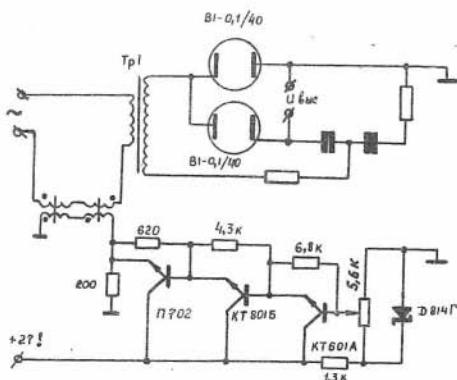 В1-0,1/40
Тр1
~
U выс
В1-0,1/40
620
4,3к
6,8к
5,6к
200
П702
КТ801Б
КТ601А
Д814Г
+27!
1.3к